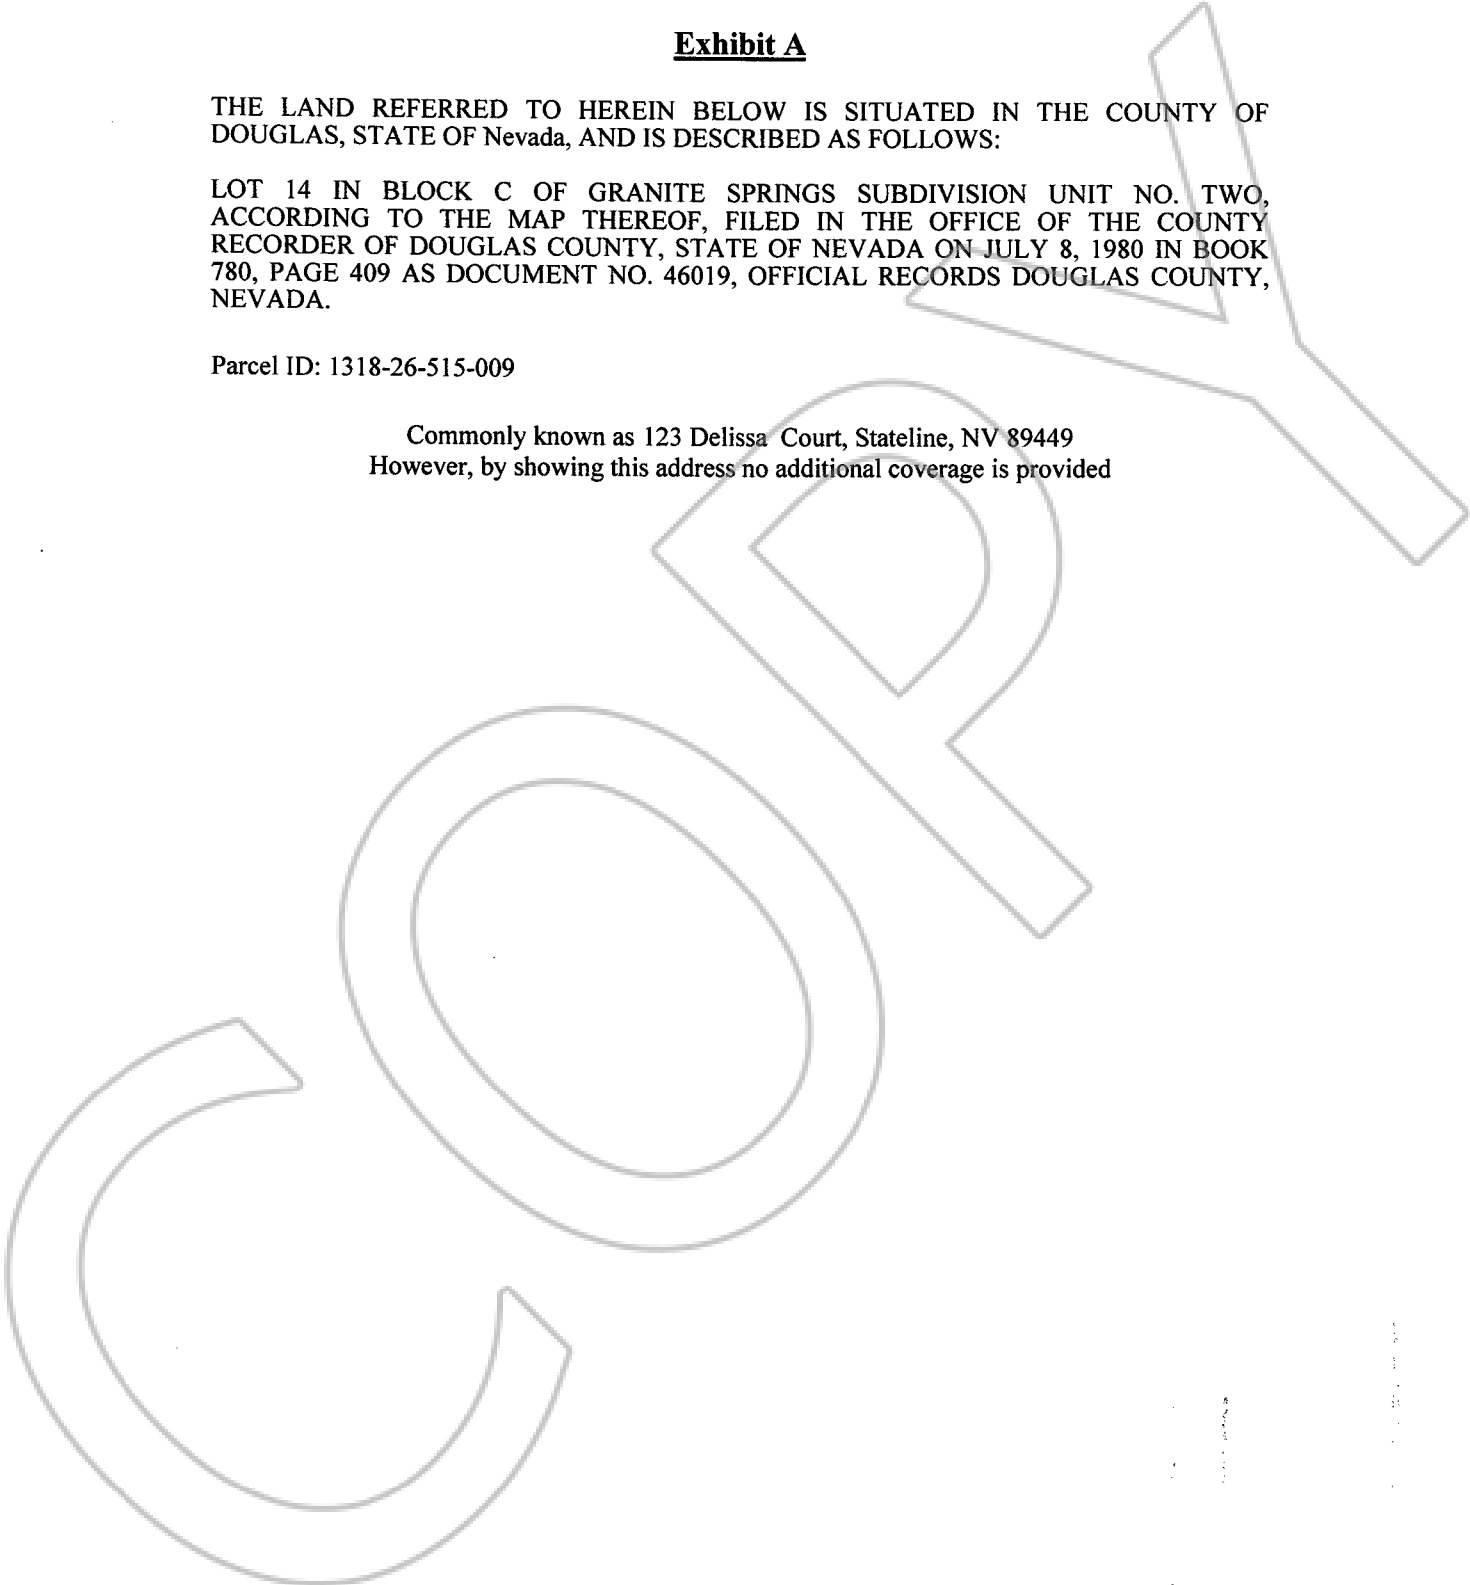 Exhibit A
THE LAND REFERRED TO HEREIN BELOW IS SITUATED IN THE COUNTY OF
DOUGLAS, STATE OF Nevada, AND IS DESCRIBED AS FOLLOWS:
LOT 14 IN BLOCK C OF GRANITE SPRINGS SUBDIVISION UNIT NO. TWO,
ACCORDING TO THE MAP THEREOF, FILED IN THE OFFICE OF THE COUNTY
RECORDER OF DOUGLAS COUNTY, STATE OF NEVADA ON JULY 8, 1980 IN BOOK
780, PAGE 409 AS DOCUMENT NO. 46019, OFFICIAL RECORDS DOUGLAS COUNTY,
NEVADA.
Parcel ID: 1318-26-515-009
Commonly known as 123 Delissa Court, Stateline, NV 89449
However, by showing this address no additional coverage is provided
COPY